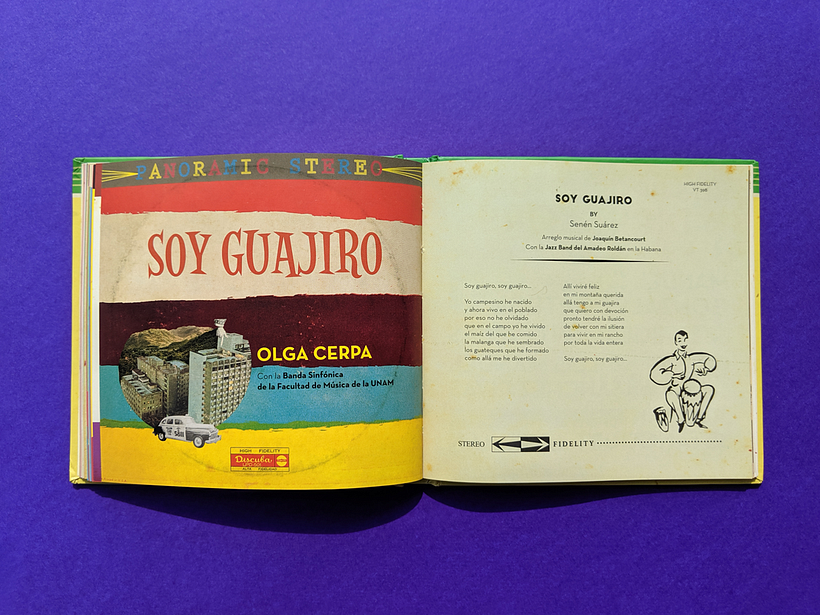 PANORAMIC STEREO
SOY GUAJIRO
OLGA CERPA
Con la Banda Sinfónica
de la Facultad de Música de la UNAM
HIGH FIDELITY
Discuba
ALTA FIDELIDAD
HIGH FIDELITY
SOY GUAJIRO
BY
Senén Suárez
Arreglo musical de Joaquín Betancourt
Con la Jazz Band del Amadeo Roldán en la Habana
Soy guajiro, soy guajiro...
Yo campesino he nacido
y ahora vivo en el poblado
por eso no he olvidado
que en el campo yo he vivido
el maíz del que he comido
la malanga que he sembrado
los guateques que he formado
como allá me he divertido
Allí viviré feliz
en mi montaña querida
allá tengo a mi guajira
que quiero con devoción
pronto tendré la ilusión
de volver con mi sitiera
para vivir en mi rancho
por toda la vida entera
Soy guajiro, soy guajiro...
STEREO FIDELITY